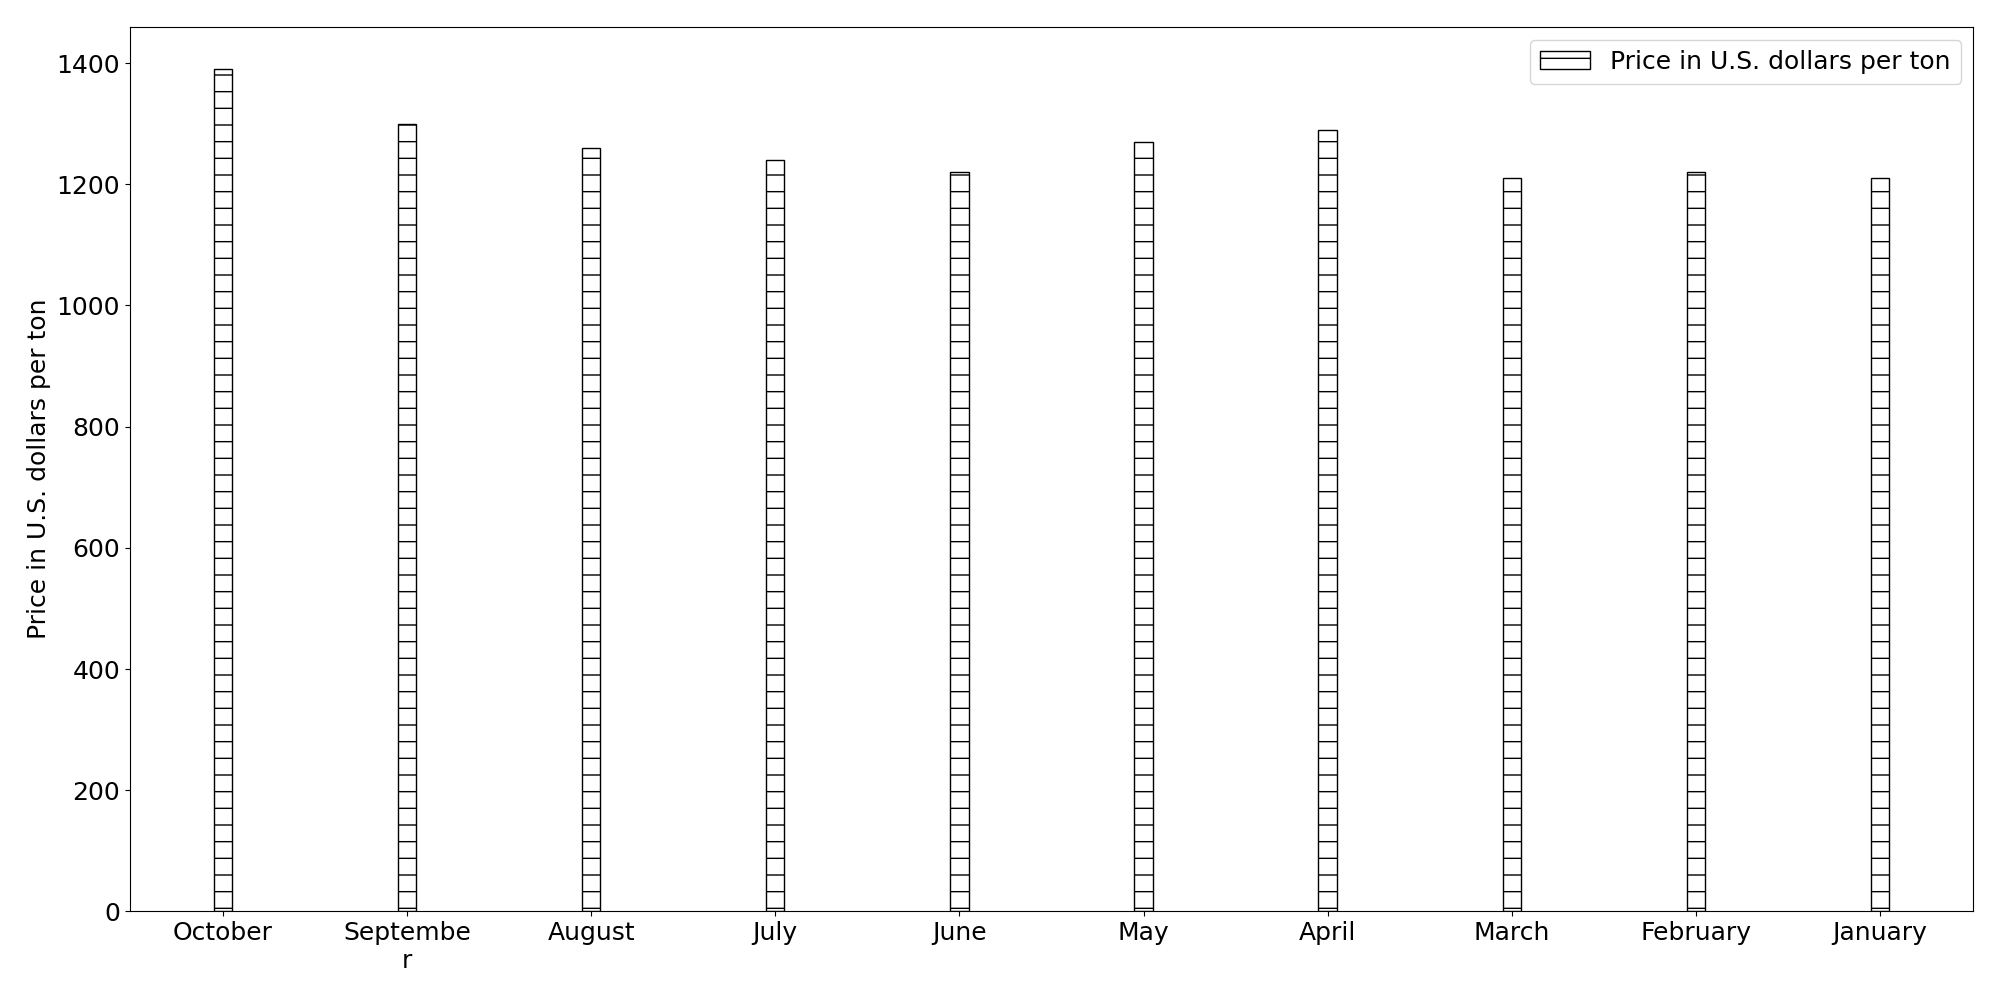 Price in U.S. dollars per ton
1400
1200
1000
800
600
400
200
0
Price in U.S. dollars per ton
October
Septembe
r
August
July
June
May
April
March
February
January